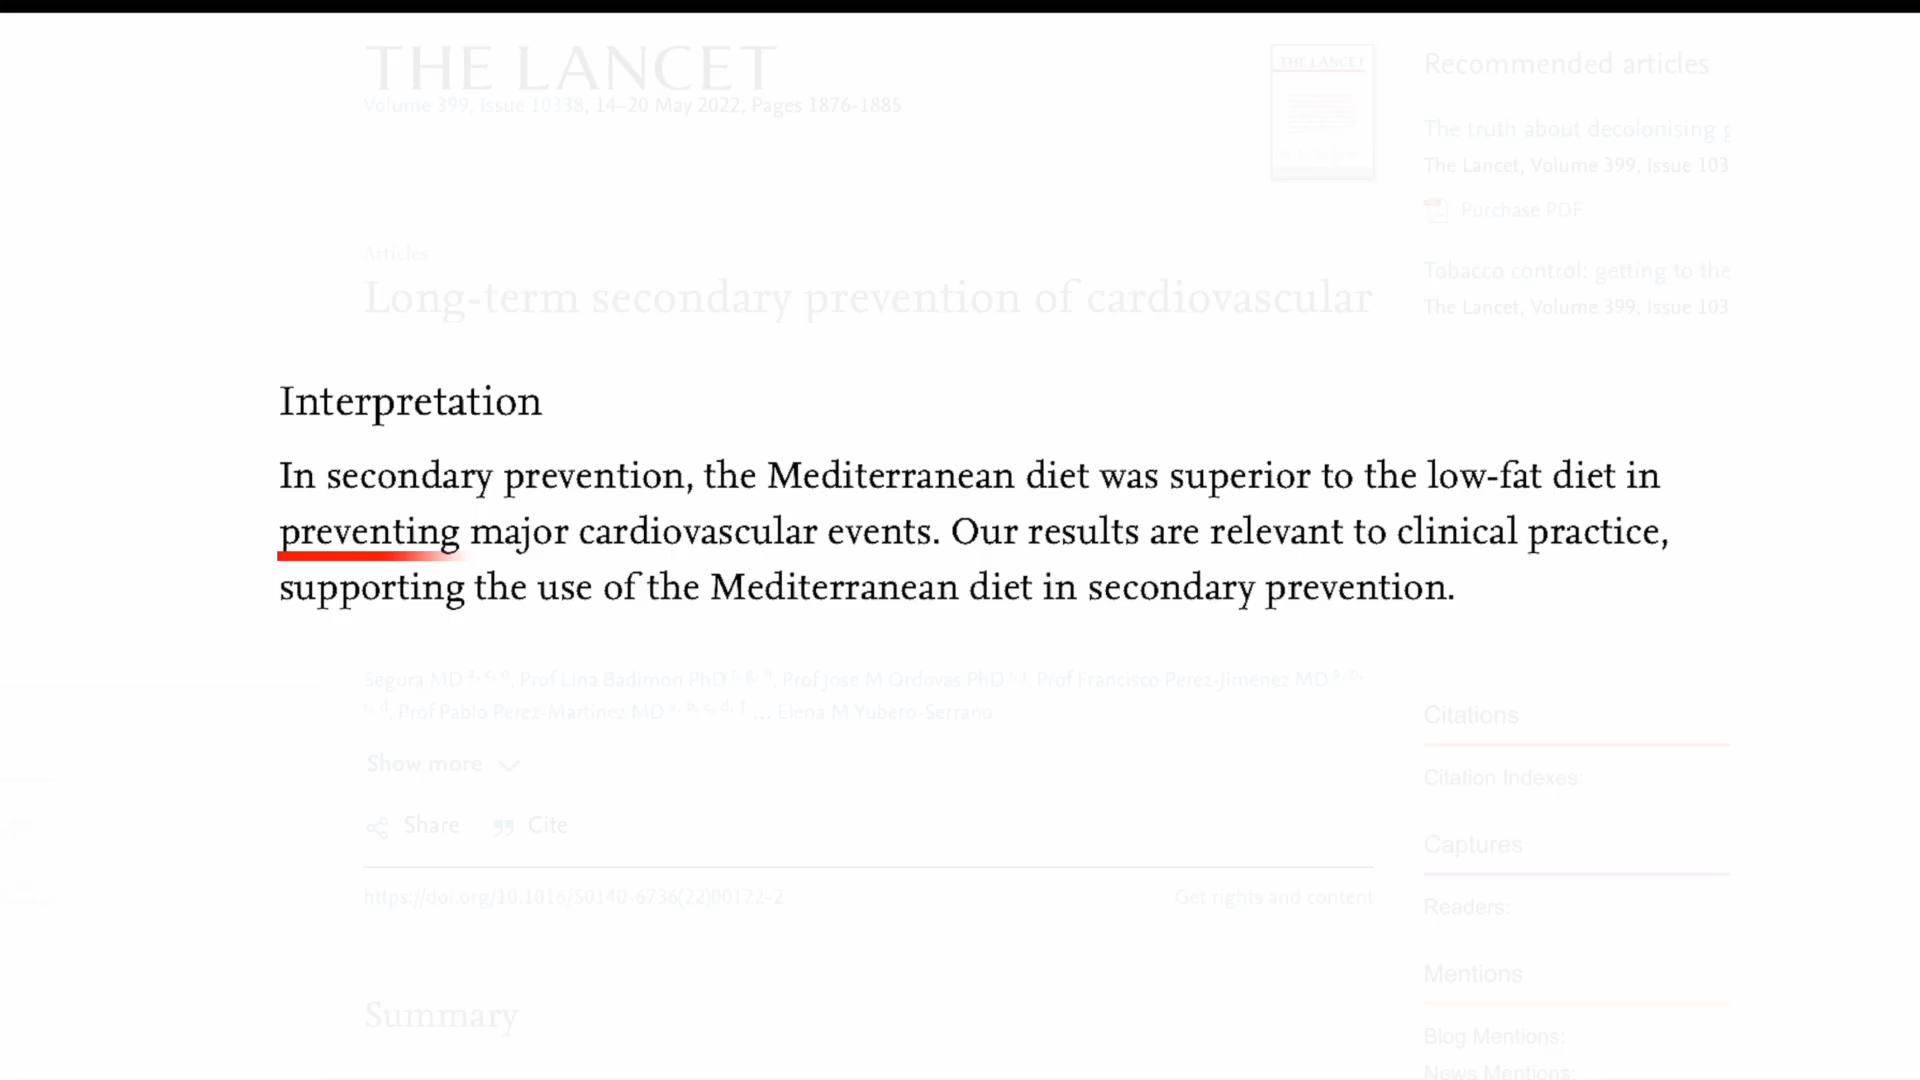 THE LANCET
Volume 399, Issue 10338, 14–20 May 2022, Pages 1876-1885
THE LANCET
Recommended articles
The truth about decolonising
The Lancet, Volume 399, Issue 103
Purchase PDF
Tobacco control: getting to the
The Lancet, Volume 399, Issue 103
Articles
Long-term secondary prevention of cardiovascular
Interpretation
In secondary prevention, the Mediterranean diet was superior to the low-fat diet in
preventing major cardiovascular events. Our results are relevant to clinical practice,
supporting the use of the Mediterranean diet in secondary prevention.
Segura MD, Prof Lina Badimon PhD, Prof Jose M Ordovas PhD, Prof Francisco Perez-Jimenez MD
Prof Pablo Perez-Martinez MD ... Elena M Yubero-Serrano
Show more
Share Cite
https://doi.org/10.1016/S0140-6736(22)00122-2
Get rights and content
Summary
Citations
Citation Indexes:
Captures
Readers:
Mentions
Blog Mentions:
News Mentions: